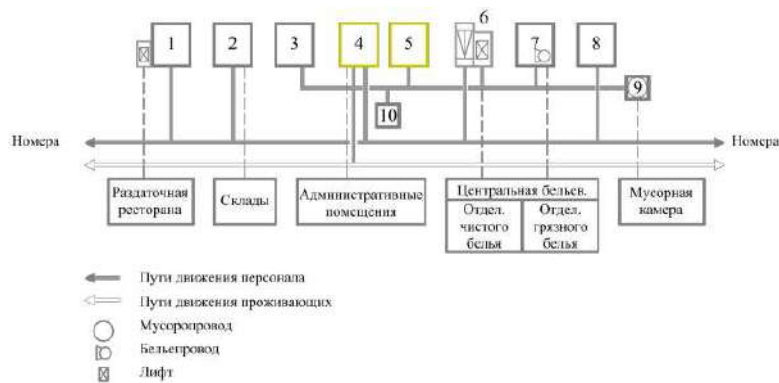 6
1
2
3
4
5
7
8
9
10
Номера
Номера
Раздаточная
ресторана
Склады
Административные
помещения
Центральная бельев.
Отдел.
чистого
белья
Отдел.
грязного
белья
Мусорная
камера
Пути движения персонала
Пути движения проживающих
Мусоропровод
Бельепровод
Лифт